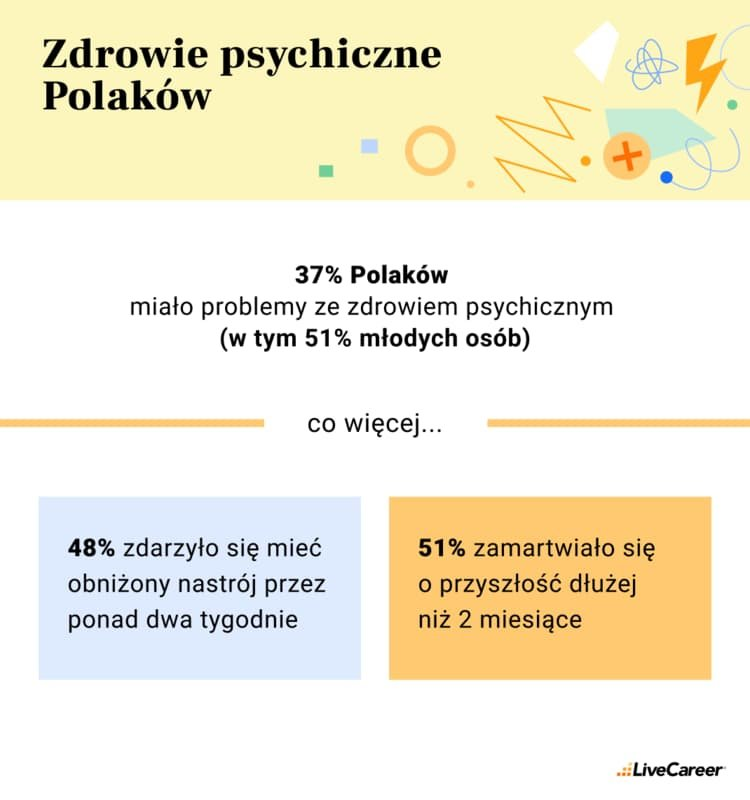 Zdrowie psychiczne
Polaków
37% Polaków
miało problemy ze zdrowiem psychicznym
(w tym 51% młodych osób)
co więcej...
48% zdarzyło się mieć
obniżony nastrój przez
ponad dwa tygodnie
51% zamartwiało się
o przyszłość dłużej
niż 2 miesiące
LiveCareer